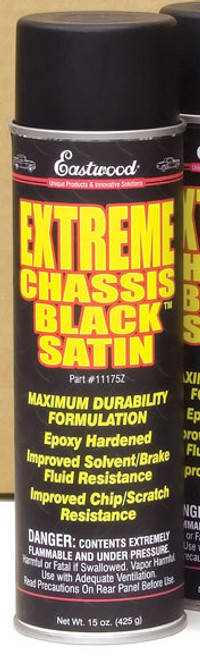 Eastwood
Unique Products & Innovative Solutions
EXTREME
CHASSIS
BLACK™
SATIN
Part #11175Z
MAXIMUM DURABILITY
FORMULATION
Epoxy Hardened
Improved Solvent/Brake
Fluid Resistance
Improved Chip/Scratch
Resistance
DANGER: CONTENTS EXTREMELY
FLAMMABLE AND UNDER PRESSURE.
Harmful or Fatal if Swallowed. Vapor Harmful.
Use with Adequate Ventilation.
Read Precautions On Rear Panel Before Use.
Net Wt. 15 oz. (425 g)